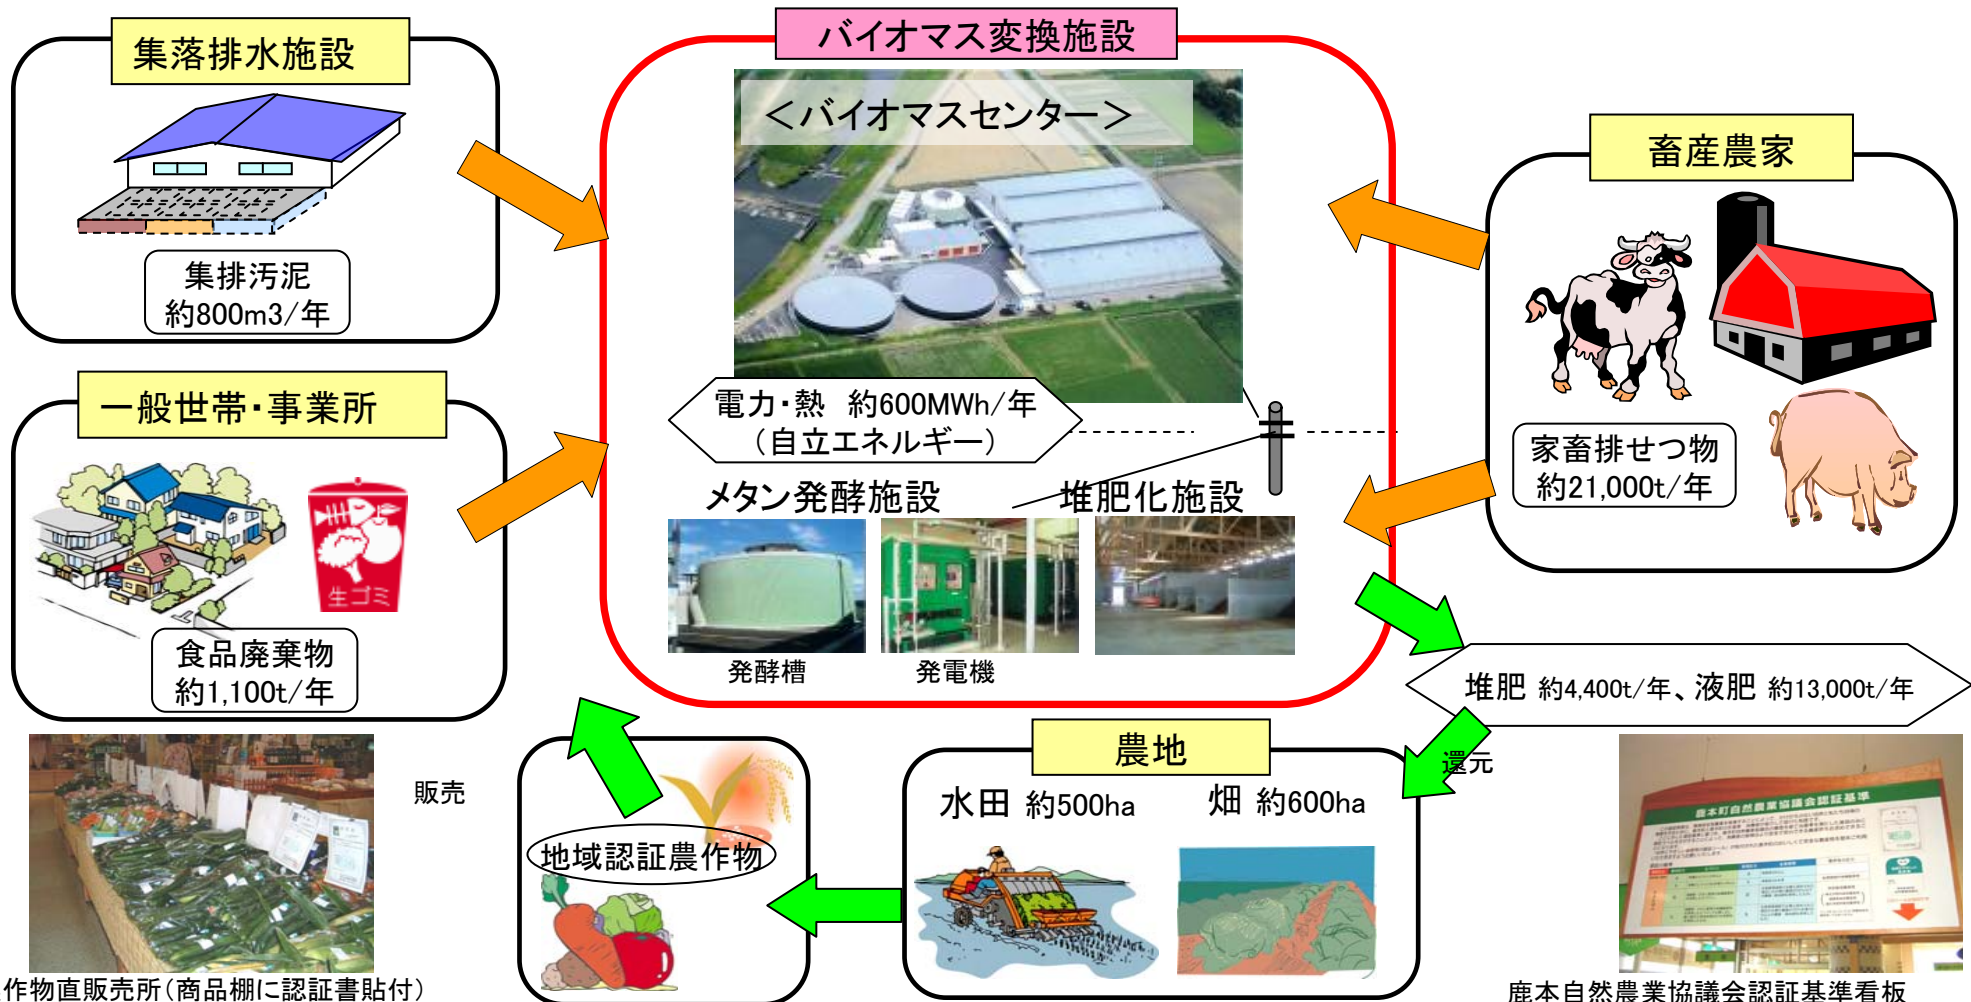 集落排水施設
集排汚泥
約800m3/年
一般世帯・事業所
生ゴミ
食品廃棄物
約1,100t/年
バイオマス変換施設
＜バイオマスセンター＞
電力・熱 約600MWh/年
（自立エネルギー）
メタン発酵施設
堆肥化施設
発酵槽
発電機
畜産農家
家畜排せつ物
約21,000t/年
堆肥 約4,400t/年、液肥 約13,000t/年
還元
農地
水田 約500ha
畑 約600ha
地域認証農作物
販売
作物直販売所（商品棚に認証書貼付）
鹿本町自然農業協議会認証基準
鹿本自然農業協議会認証基準看板